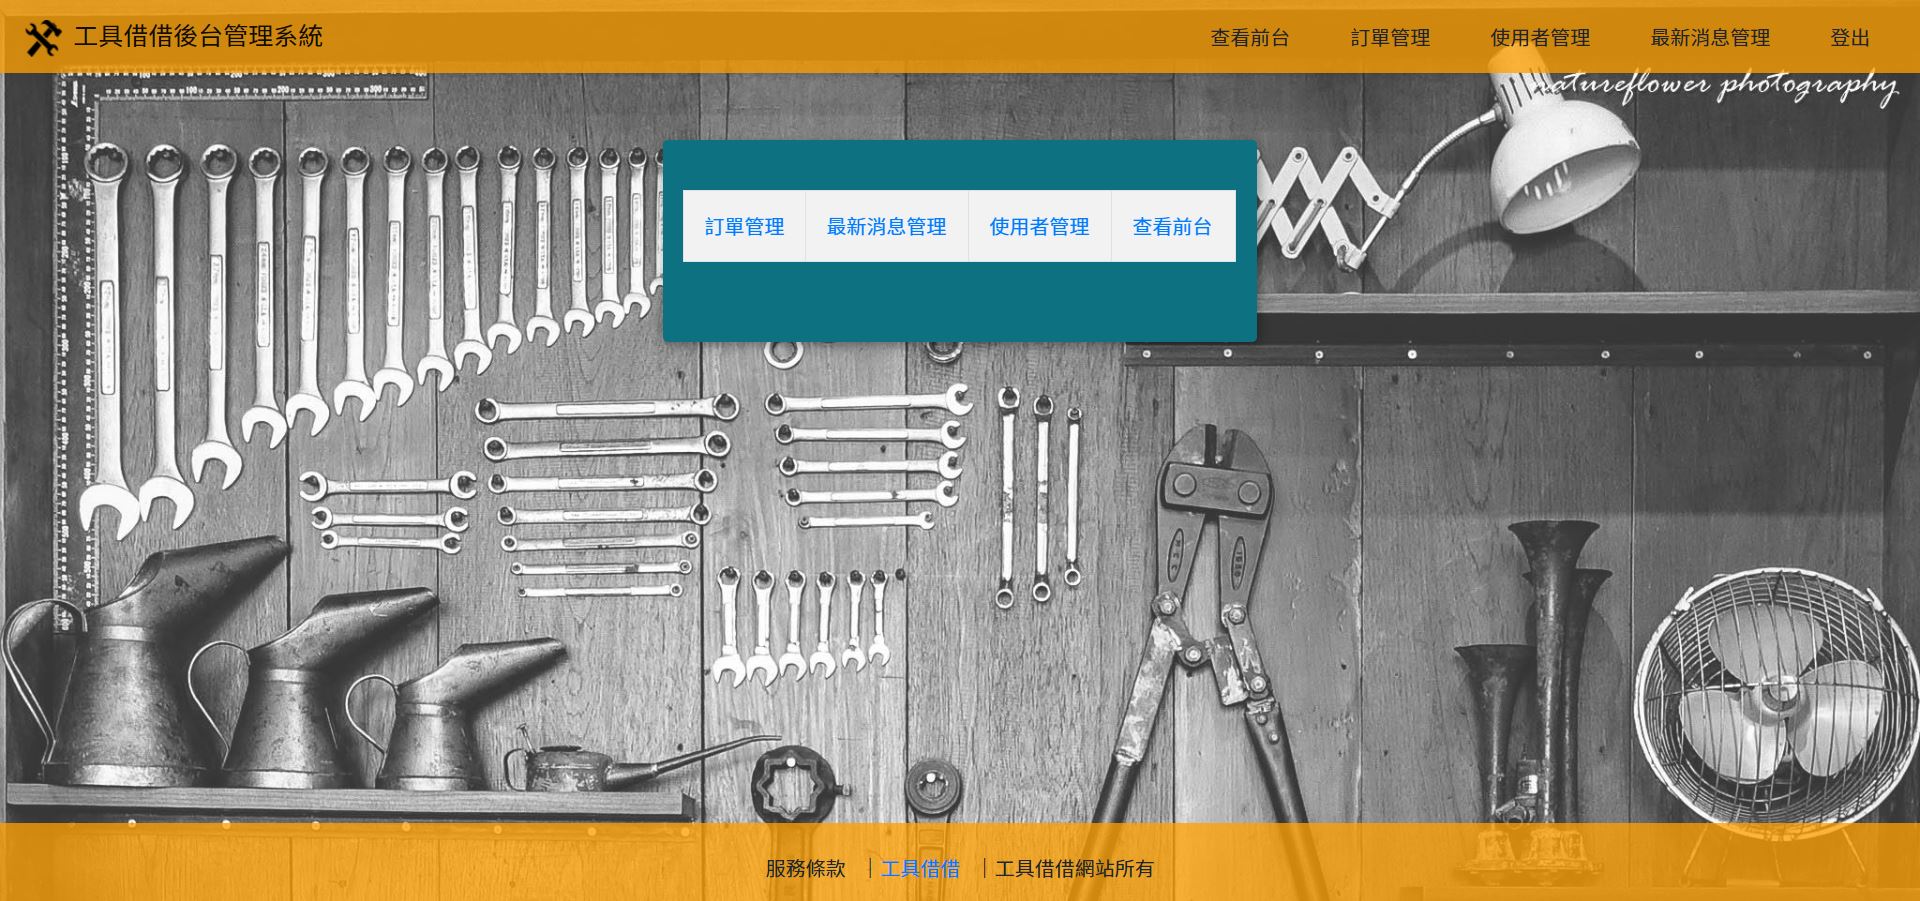 工具借借後台管理系統
查看前台 訂單管理 使用者管理 最新消息管理 登出
natureflower photography
訂單管理 最新消息管理 使用者管理 查看前台
服務條款 | 工具借借 | 工具借借網站所有